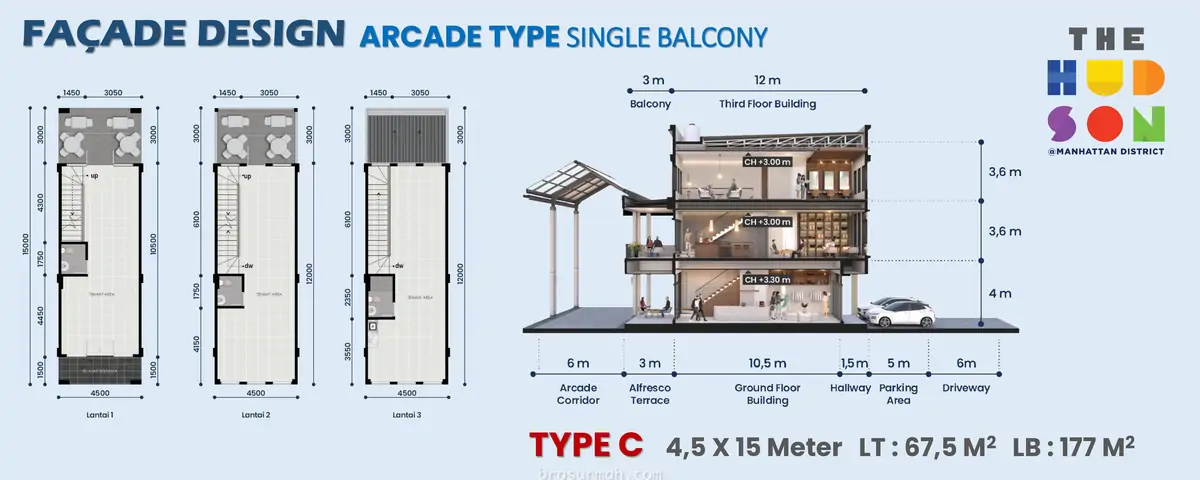 FAÇADE DESIGN ARCADE TYPE SINGLE BALCONY
THE
HUD
SON
@MANHATTAN DISTRICT
1450 3050
3000
3000
up
4300
15000
10500
1750
TENANT AREA
4450
1500
1500
4500
Lantai 1
1450 3050
3000
up
6100
dw
12000
1750
TENANT AREA
4150
4500
Lantai 2
1450 3050
3000
3000
6100
dw
12000
2350
TENANT AREA
3550
4500
Lantai 3
3 m 12 m
Balcony Third Floor Building
CH +3.00 m
CH +3.00 m
CH +3.30 m
3,6 m
3,6 m
4 m
6 m 3 m 10,5 m 1,5 m 5 m 6m
Arcade Corridor
Alfresco Terrace
Ground Floor Building
Hallway
Parking Area
Driveway
TYPE C 4,5 X 15 Meter LT : 67,5 M² LB : 177 M²
brosurmah.com